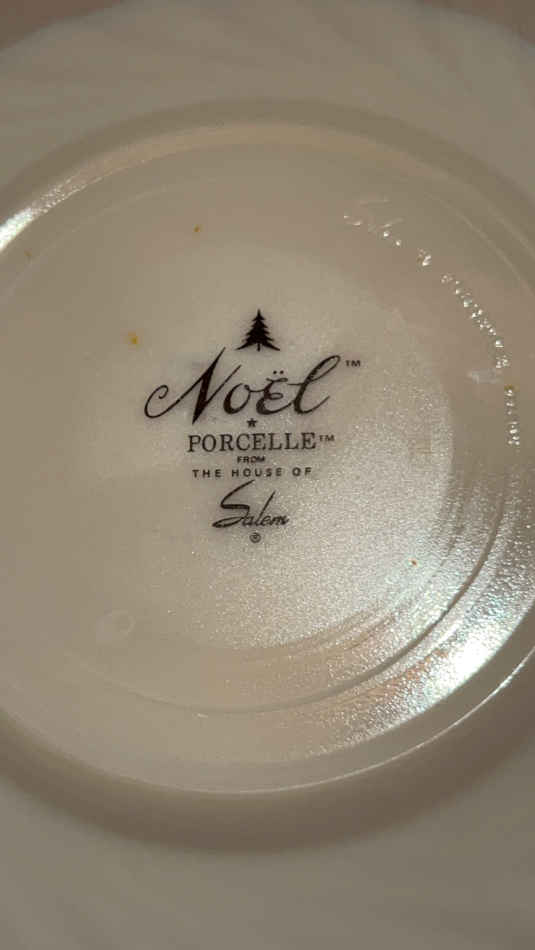 Noël™
PORCELLE™
FROM
THE HOUSE OF
Salem
®